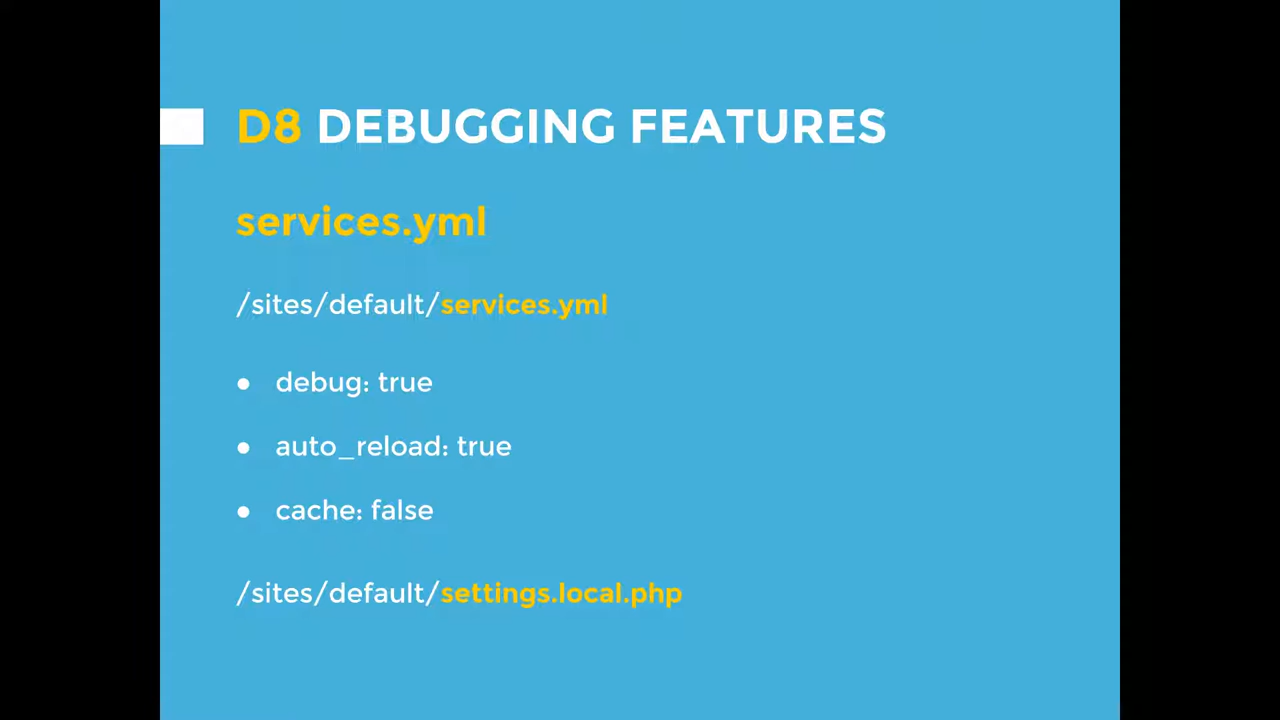 D8 DEBUGGING FEATURES
services.yml
/sites/default/services.yml
● debug: true
● auto_reload: true
● cache: false
/sites/default/settings.local.php